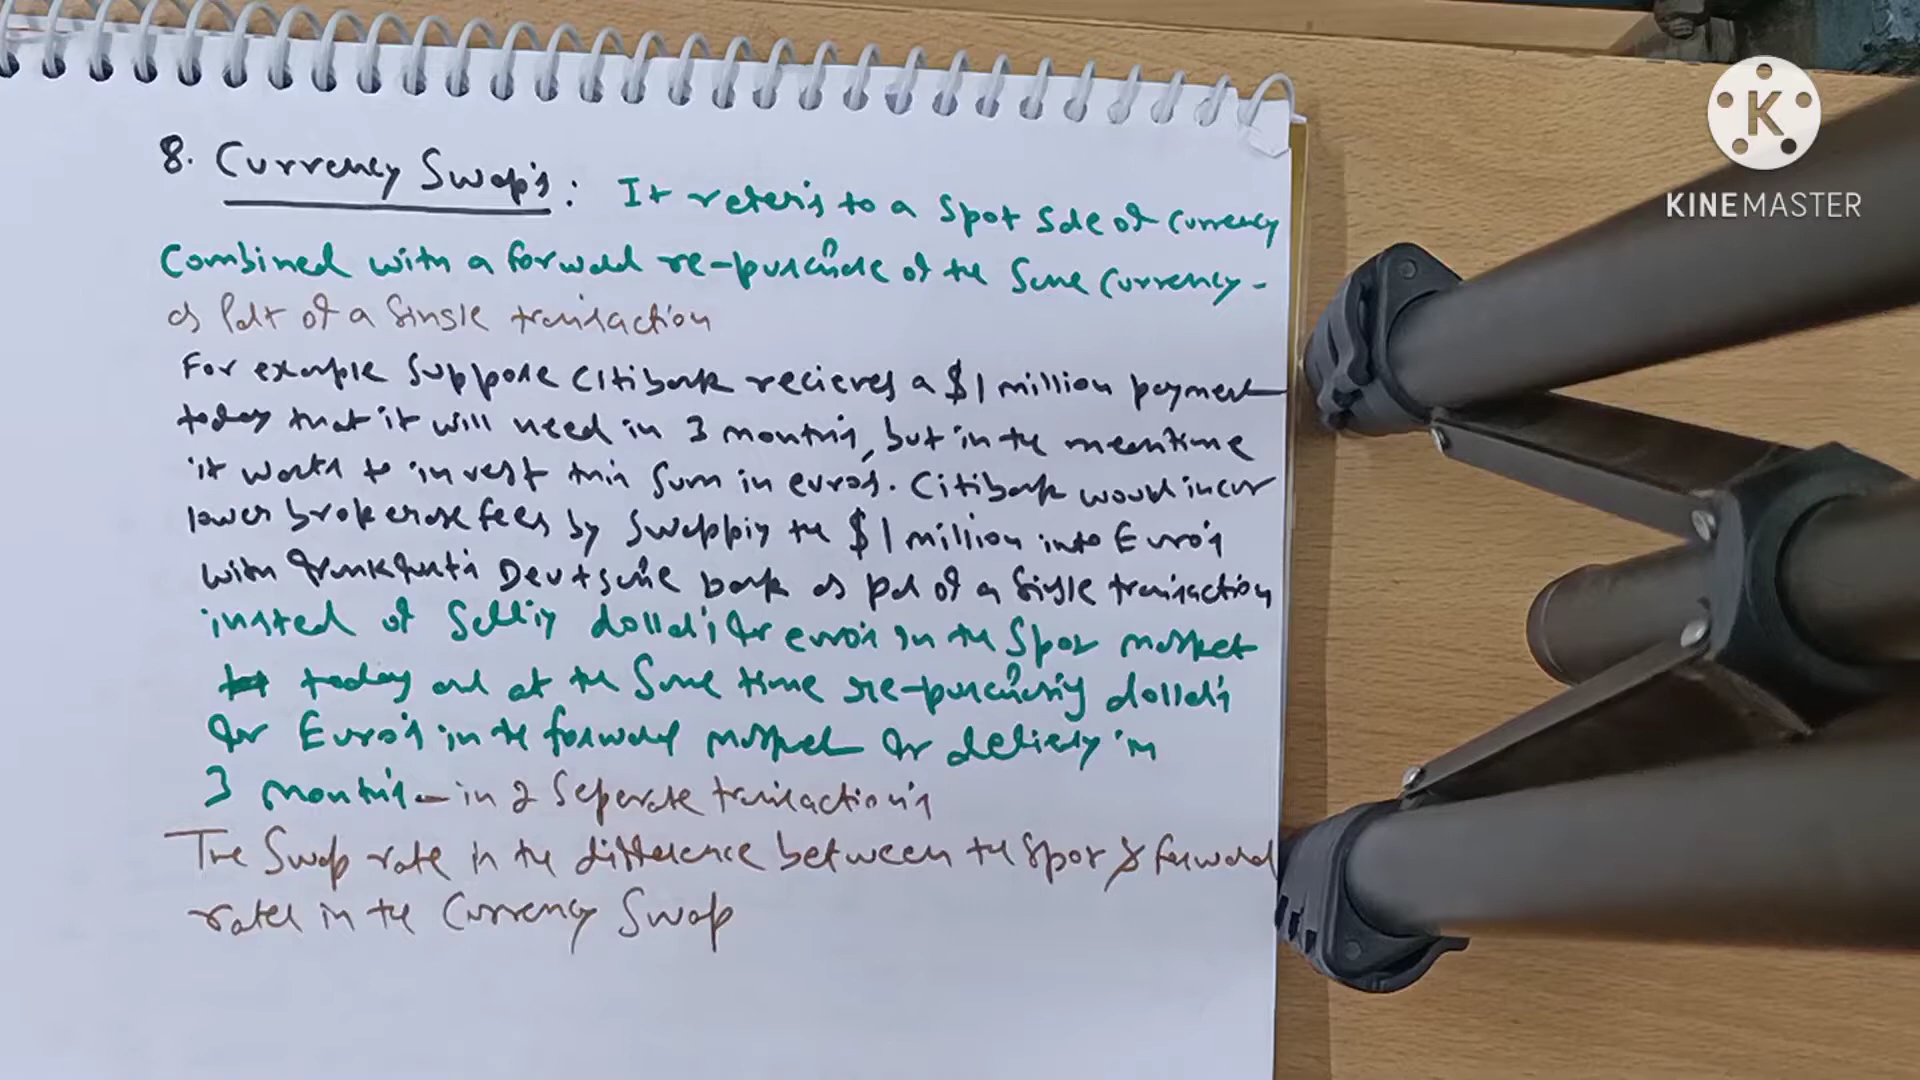 8. Currency Swap's : It refers to a Spot Sale of Currency
Combined with a forward re-purchase of the Same Currency -
as Part of a Single transaction
For example Suppose Citibank recieves a $1 million payment
today that it will need in 3 months, but in the meantime
it wants to invest this Sum in euros. Citibank would incur
lower brokerage fees by Swapping the $1 million into Euro's
with Frankfurt's Deutsche bank as part of a Single transaction
insted of Selling dollars for euros in the Spot market
today and at the Same time re-purchasing dollars
for Euro's in the forward market for delivery in
3 months - in 2 Seperate transactions
The Swap rate is the difference between the Spot & forward
rates in the Currency Swap
K
KINEMASTER